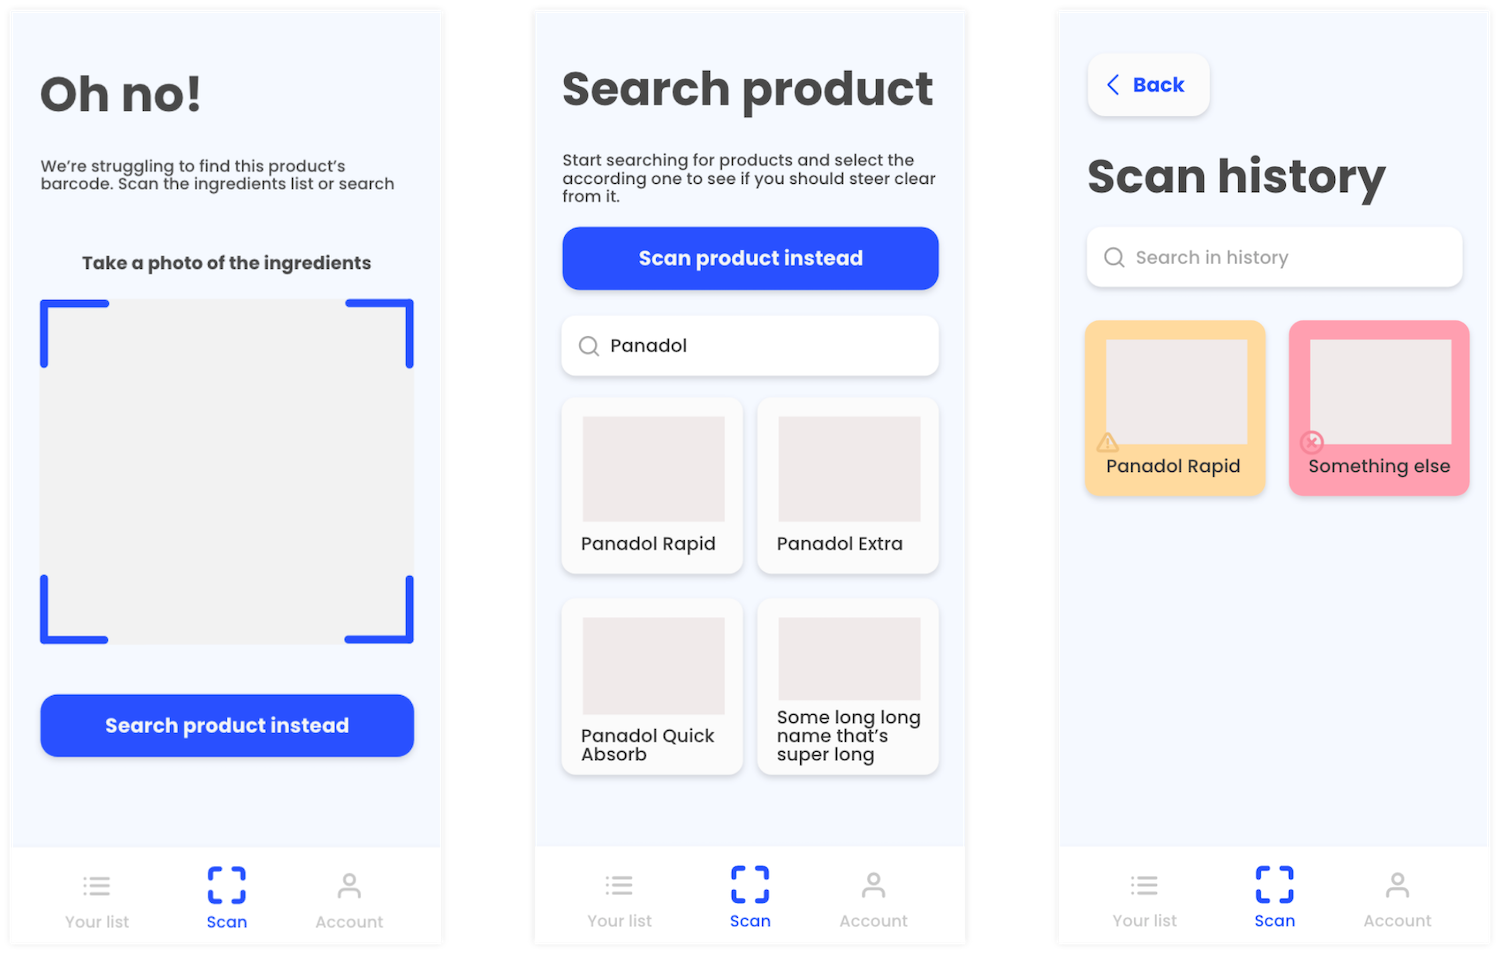 Oh no!
We’re struggling to find this product’s
barcode. Scan the ingredients list or search
Take a photo of the ingredients
Search product instead
Your list
Scan
Account
Search product
Start searching for products and select the
according one to see if you should steer clear
from it.
Scan product instead
Panadol
Panadol Rapid
Panadol Extra
Panadol Quick
Absorb
Some long long
name that’s
super long
Your list
Scan
Account
Back
Scan history
Search in history
Panadol Rapid
Something else
Your list
Scan
Account